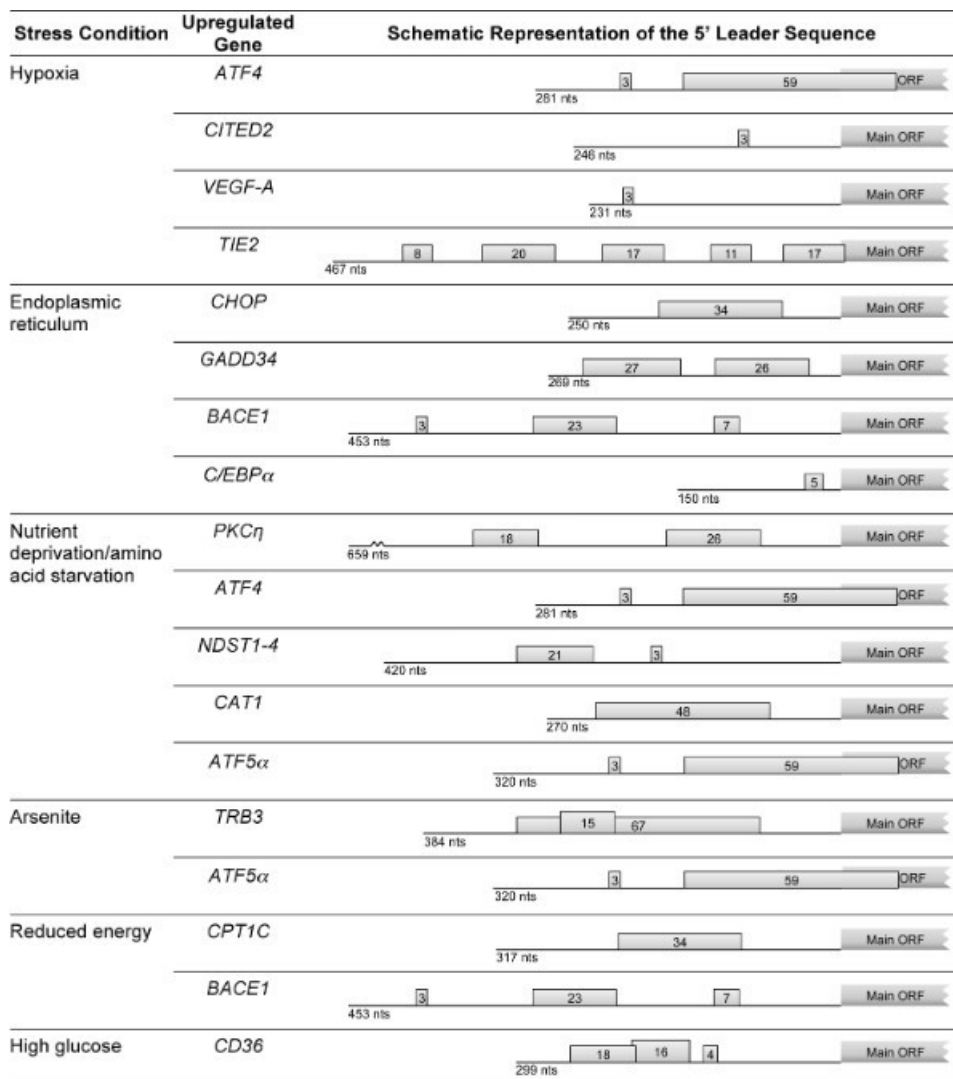 Stress Condition Upregulated Gene Schematic Representation of the 5' Leader Sequence
Hypoxia ATF4 3 59 ORF
281 nts
CITED2 3 Main ORF
246 nts
VEGF-A 3 Main ORF
231 nts
TIE2 8 20 17 11 17 Main ORF
467 nts
Endoplasmic reticulum CHOP 34 Main ORF
250 nts
GADD34 27 26 Main ORF
269 nts
BACE1 3 23 7 Main ORF
453 nts
C/EBPα 5 Main ORF
150 nts
Nutrient deprivation/amino acid starvation PKCη 18 26 Main ORF
659 nts
ATF4 3 59 ORF
281 nts
NDST1-4 21 3 Main ORF
420 nts
CAT1 48 Main ORF
270 nts
ATF5α 3 59 ORF
320 nts
Arsenite TRB3 15 67 Main ORF
384 nts
ATF5α 3 59 ORF
320 nts
Reduced energy CPT1C 34 Main ORF
317 nts
BACE1 3 23 7 Main ORF
453 nts
High glucose CD36 18 16 4 Main ORF
299 nts